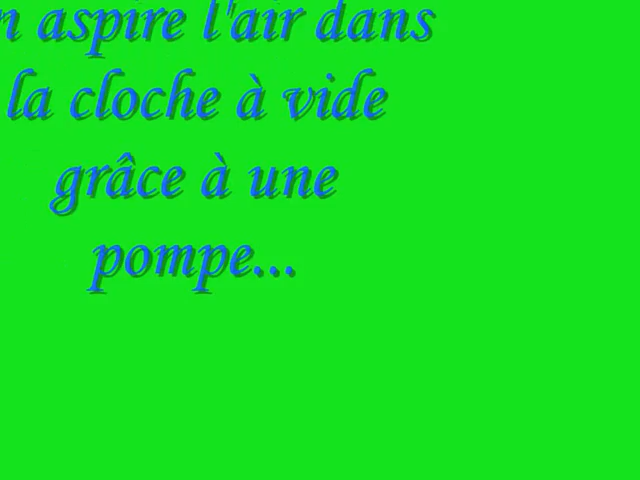 n aspire l'air dans
la cloche à vide
grâce à une
pompe...